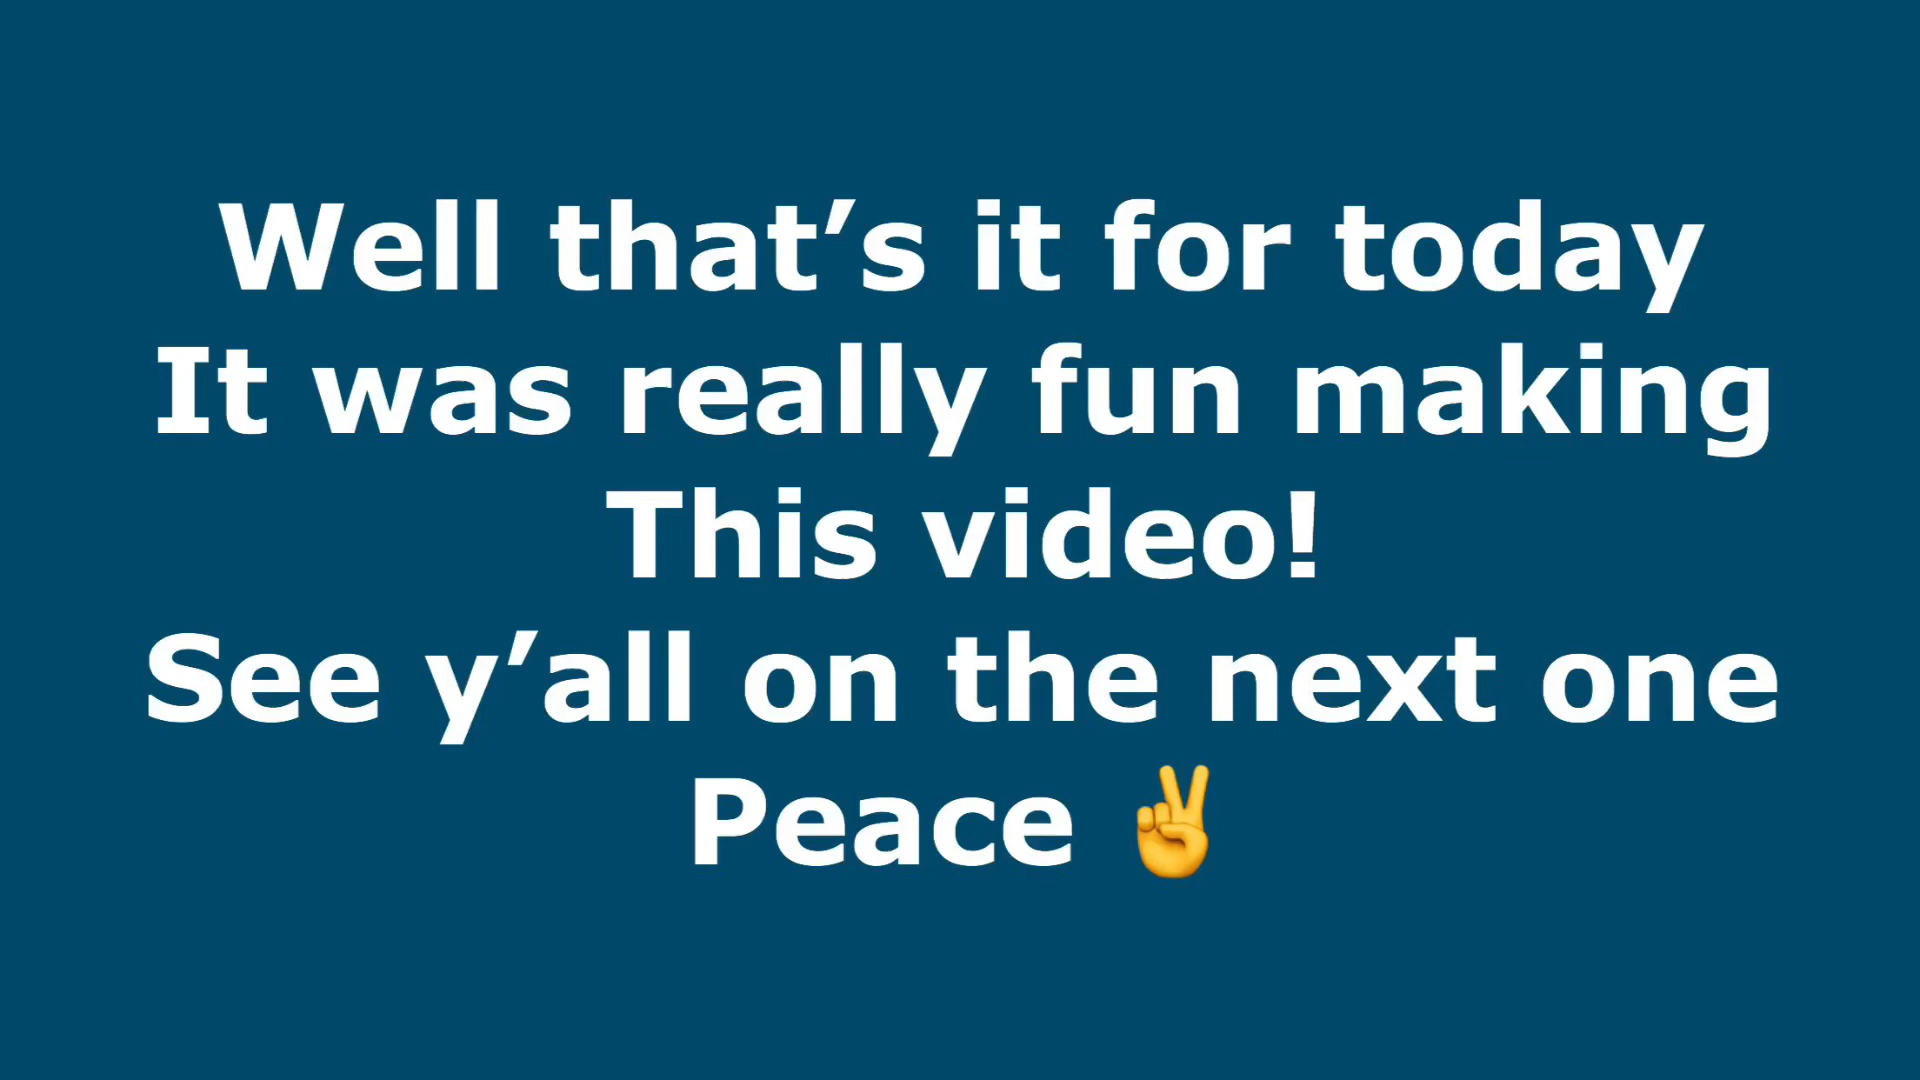 Well that’s it for today
It was really fun making
This video!
See y’all on the next one
Peace ✌️